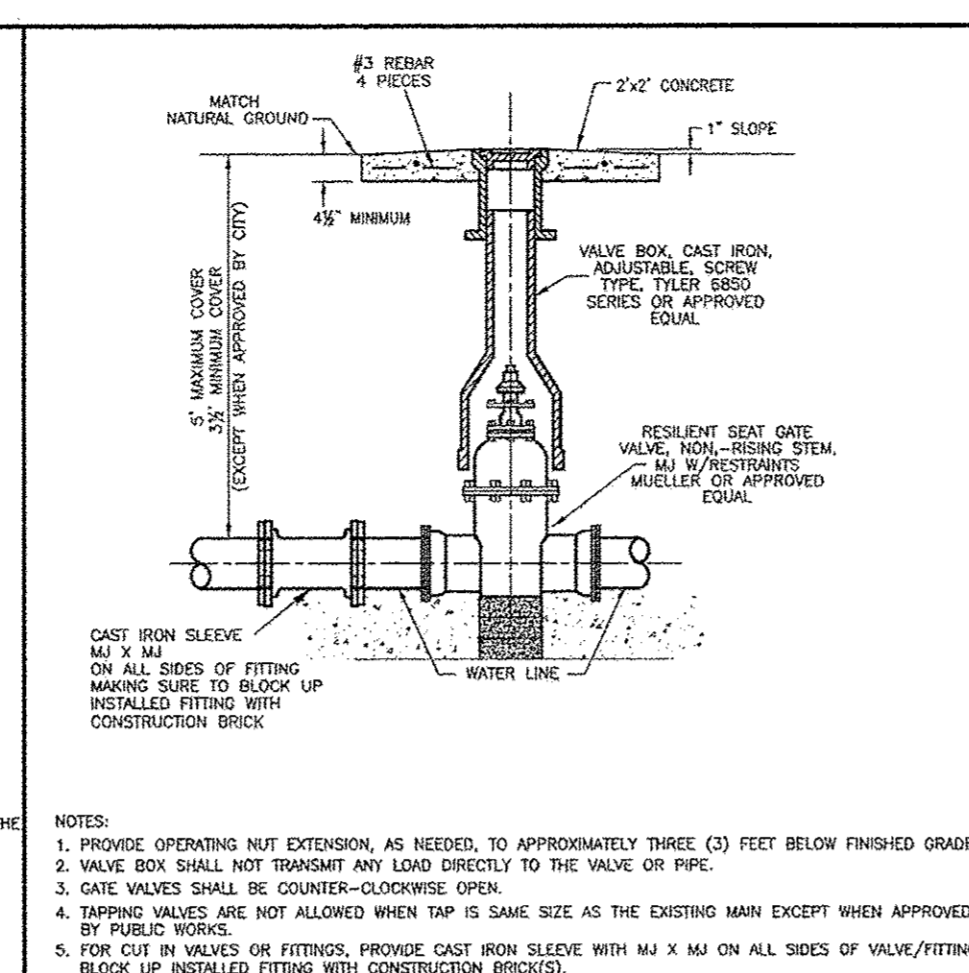 #3 REBAR
4 PIECES
2'x2' CONCRETE
MATCH
NATURAL GROUND
1" SLOPE
4½" MINIMUM
5' MAXIMUM COVER
3½' MINIMUM COVER
(EXCEPT WHEN APPROVED BY CITY)
VALVE BOX, CAST IRON,
ADJUSTABLE, SCREW
TYPE, TYLER 6850
SERIES OR APPROVED
EQUAL
RESILIENT SEAT GATE
VALVE, NON,-RISING STEM,
MJ W/RESTRAINTS
MUELLER OR APPROVED
EQUAL
CAST IRON SLEEVE
MJ X MJ
ON ALL SIDES OF FITTING
MAKING SURE TO BLOCK UP
INSTALLED FITTING WITH
CONSTRUCTION BRICK
WATER LINE
HE
NOTES:
1. PROVIDE OPERATING NUT EXTENSION, AS NEEDED, TO APPROXIMATELY THREE (3) FEET BELOW FINISHED GRADE
2. VALVE BOX SHALL NOT TRANSMIT ANY LOAD DIRECTLY TO THE VALVE OR PIPE.
3. GATE VALVES SHALL BE COUNTER-CLOCKWISE OPEN.
4. TAPPING VALVES ARE NOT ALLOWED WHEN TAP IS SAME SIZE AS THE EXISTING MAIN EXCEPT WHEN APPROVED
BY PUBLIC WORKS.
5. FOR CUT IN VALVES OR FITTINGS, PROVIDE CAST IRON SLEEVE WITH MJ X MJ ON ALL SIDES OF VALVE/FITTING
BLOCK UP INSTALLED FITTING WITH CONSTRUCTION BRICK(S).